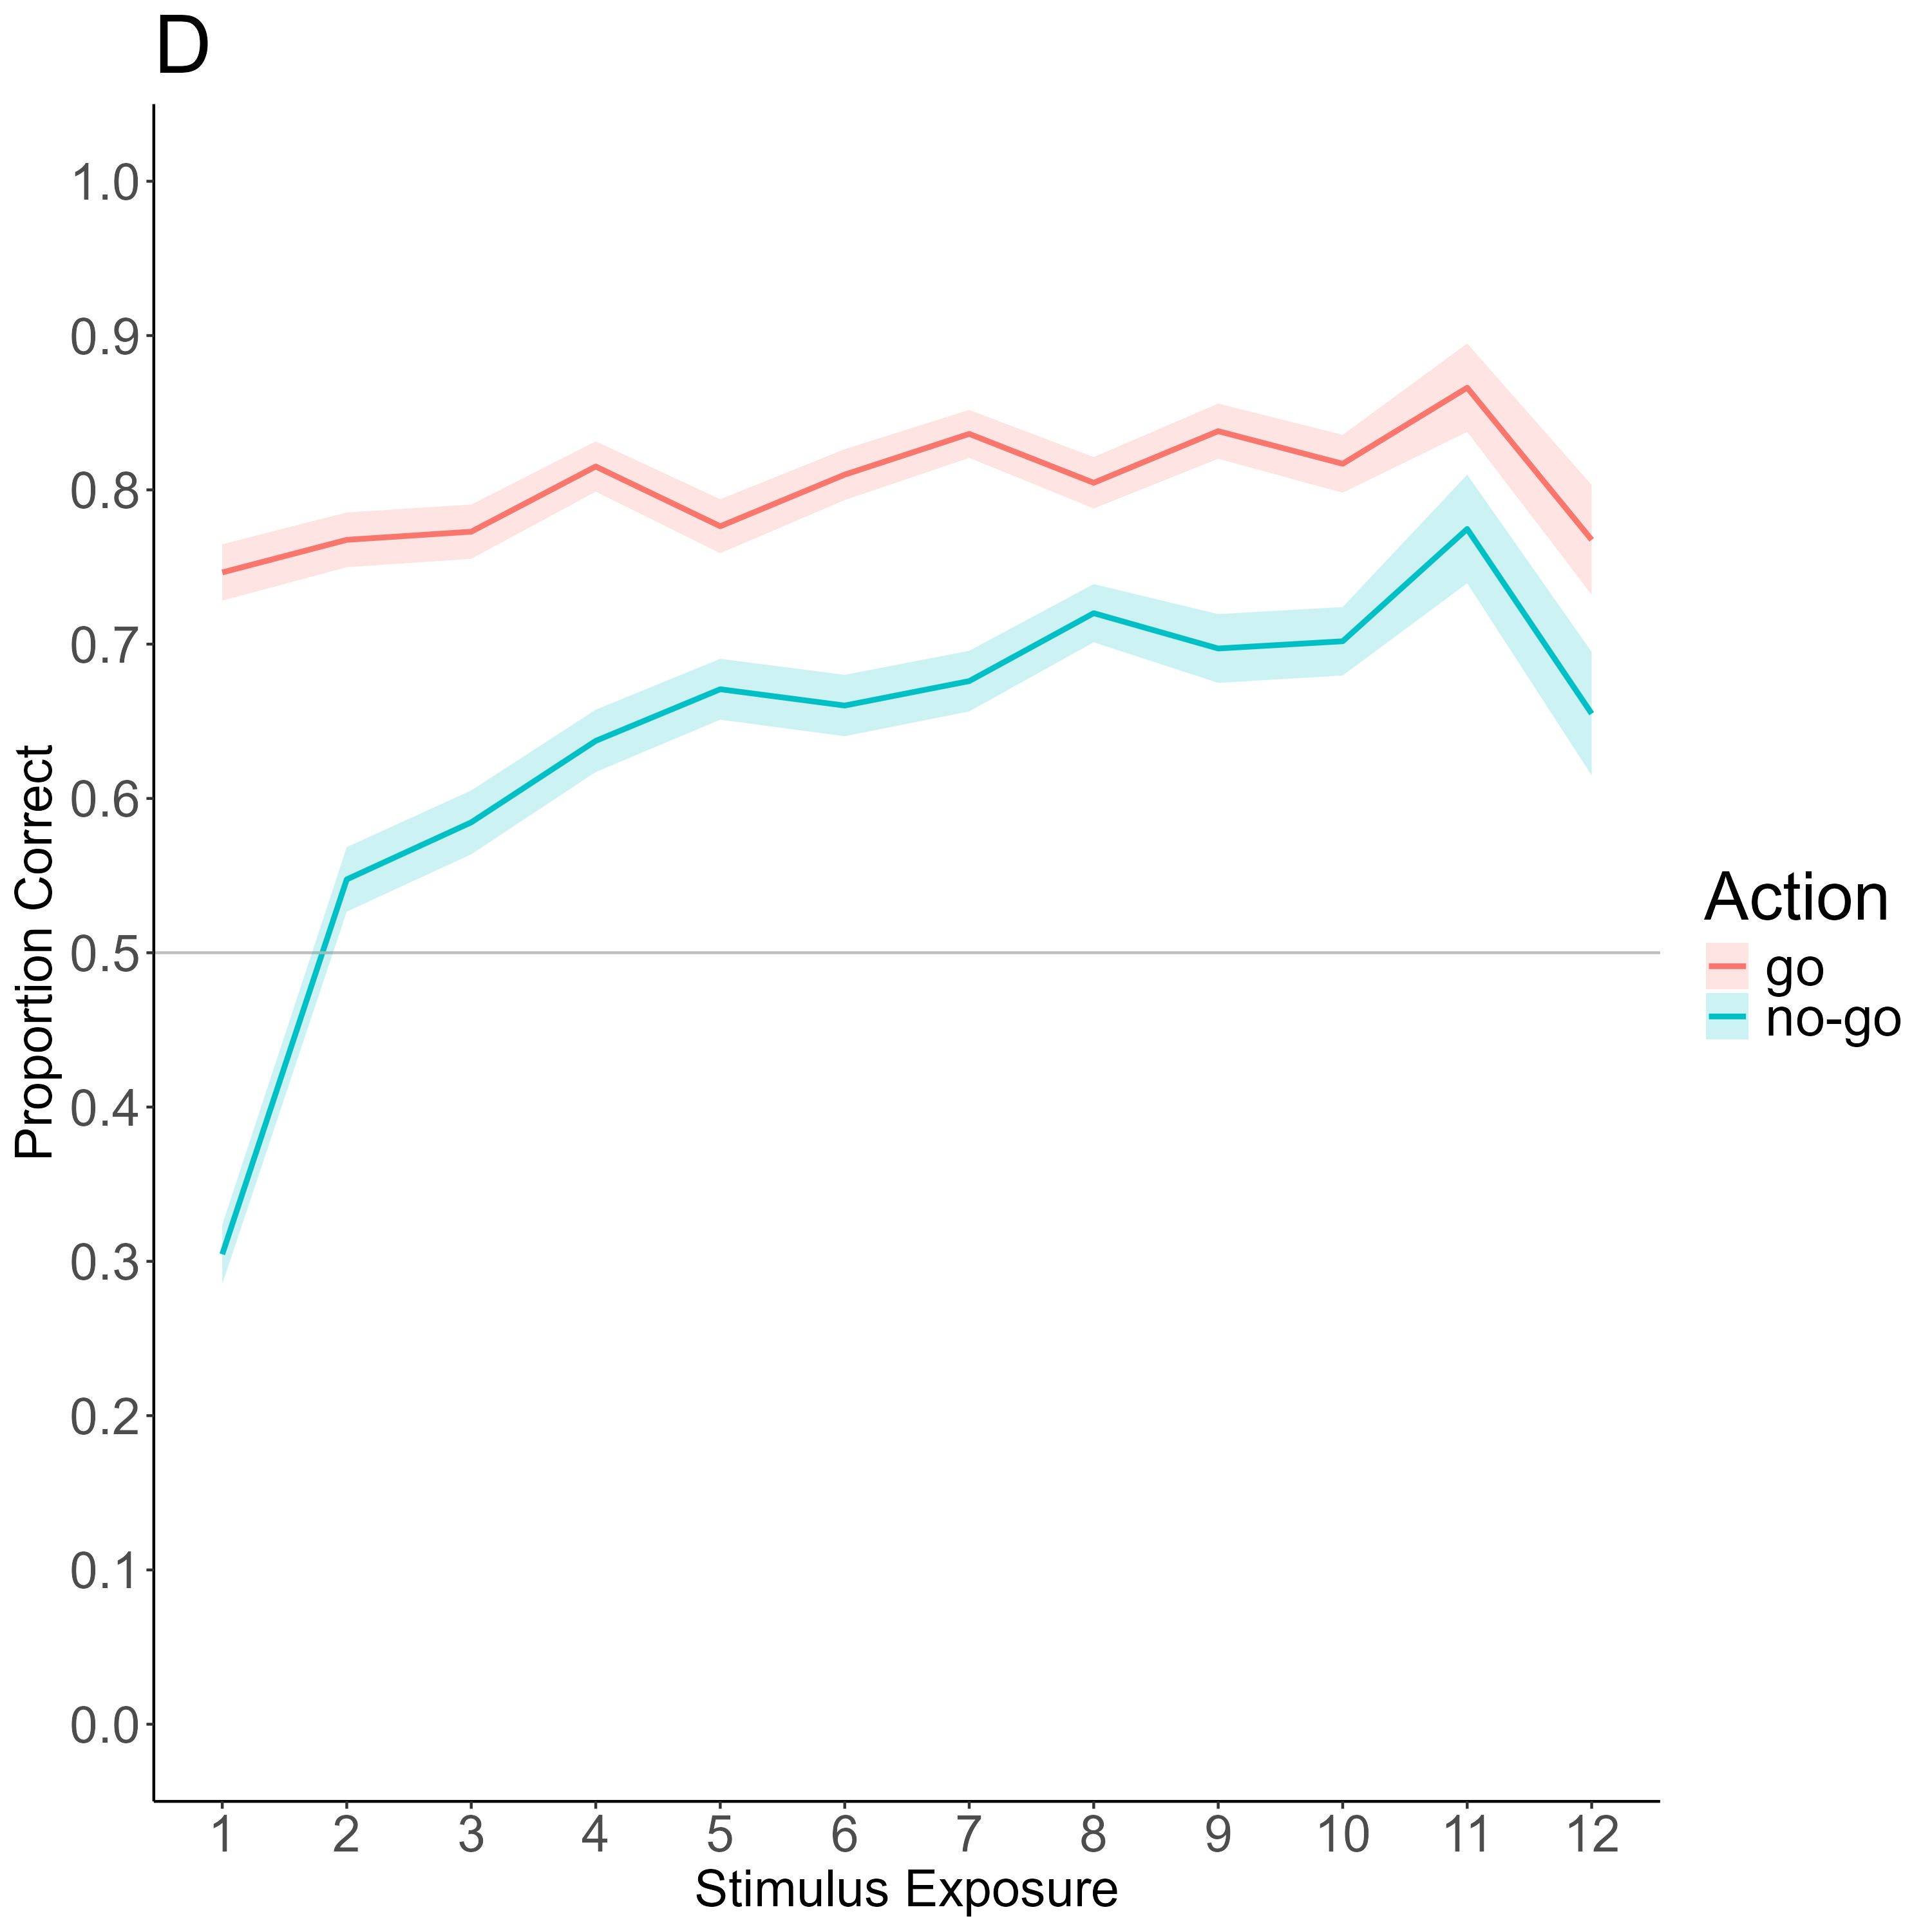 D
1.0
0.9
0.8
0.7
0.6
0.5
0.4
0.3
0.2
0.1
0.0
Proportion Correct
1 2 3 4 5 6 7 8 9 10 11 12
Stimulus Exposure
Action
go
no-go